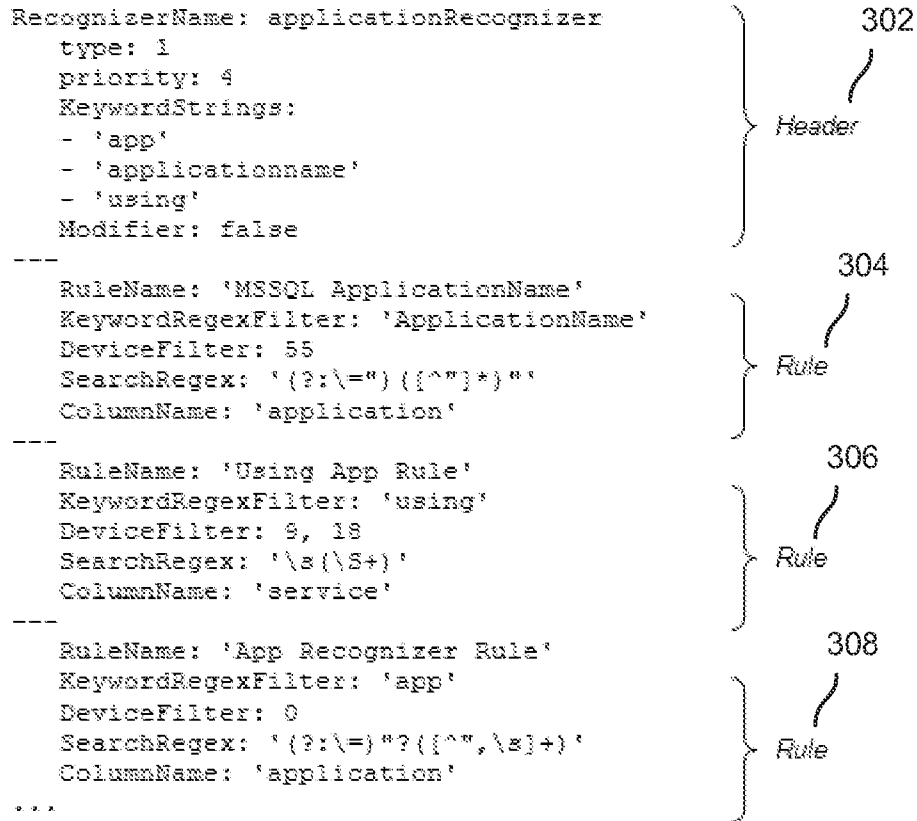 RecognizerName: applicationRecognizer
type: 1
priority: 4
KeywordStrings:
- 'app'
- 'applicationname'
- 'using'
Modifier: false
302
Header
---
RuleName: 'MSSQL ApplicationName'
KeywordRegexFilter: 'ApplicationName'
DeviceFilter: 55
SearchRegex: '(?:\=")([^"]*)"'
ColumnName: 'application'
304
Rule
---
RuleName: 'Using App Rule'
KeywordRegexFilter: 'using'
DeviceFilter: 9, 18
SearchRegex: '\s(\S+)'
ColumnName: 'service'
306
Rule
---
RuleName: 'App Recognizer Rule'
KeywordRegexFilter: 'app'
DeviceFilter: 0
SearchRegex: '(?:\=)"?([^",\s]+)'
ColumnName: 'application'
308
Rule
...